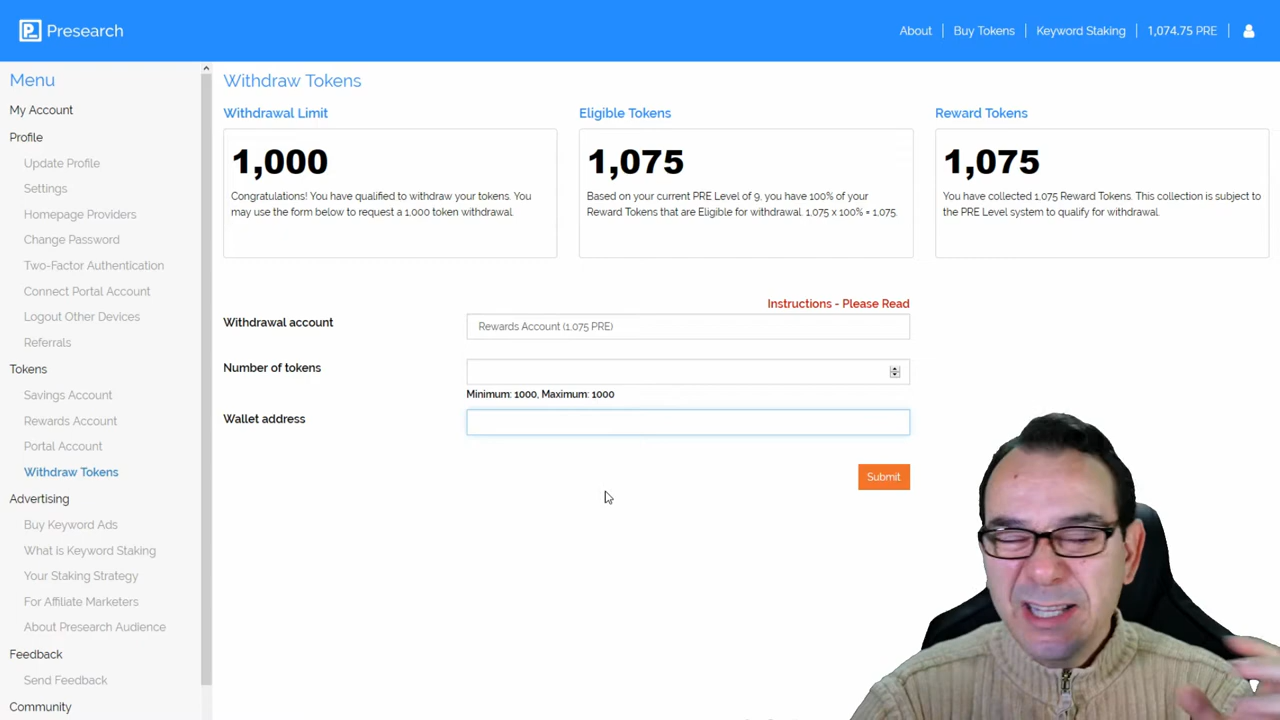 Presearch
About
Buy Tokens
Keyword Staking
1,074.75 PRE
Menu
My Account
Profile
Update Profile
Settings
Homepage Providers
Change Password
Two-Factor Authentication
Connect Portal Account
Logout Other Devices
Referrals
Tokens
Savings Account
Rewards Account
Portal Account
Withdraw Tokens
Advertising
Buy Keyword Ads
What is Keyword Staking
Your Staking Strategy
For Affiliate Marketers
About Presearch Audience
Feedback
Send Feedback
Community
Withdraw Tokens
Withdrawal Limit
1,000
Congratulations! You have qualified to withdraw your tokens. You
may use the form below to request a 1,000 token withdrawal.
Eligible Tokens
1,075
Based on your current PRE Level of 9, you have 100% of your
Reward Tokens that are Eligible for withdrawal. 1,075 x 100% = 1,075.
Reward Tokens
1,075
You have collected 1,075 Reward Tokens. This collection is subject to
the PRE Level system to qualify for withdrawal.
Instructions - Please Read
Withdrawal account
Rewards Account (1,075 PRE)
Number of tokens
Minimum: 1000, Maximum: 1000
Wallet address
Submit